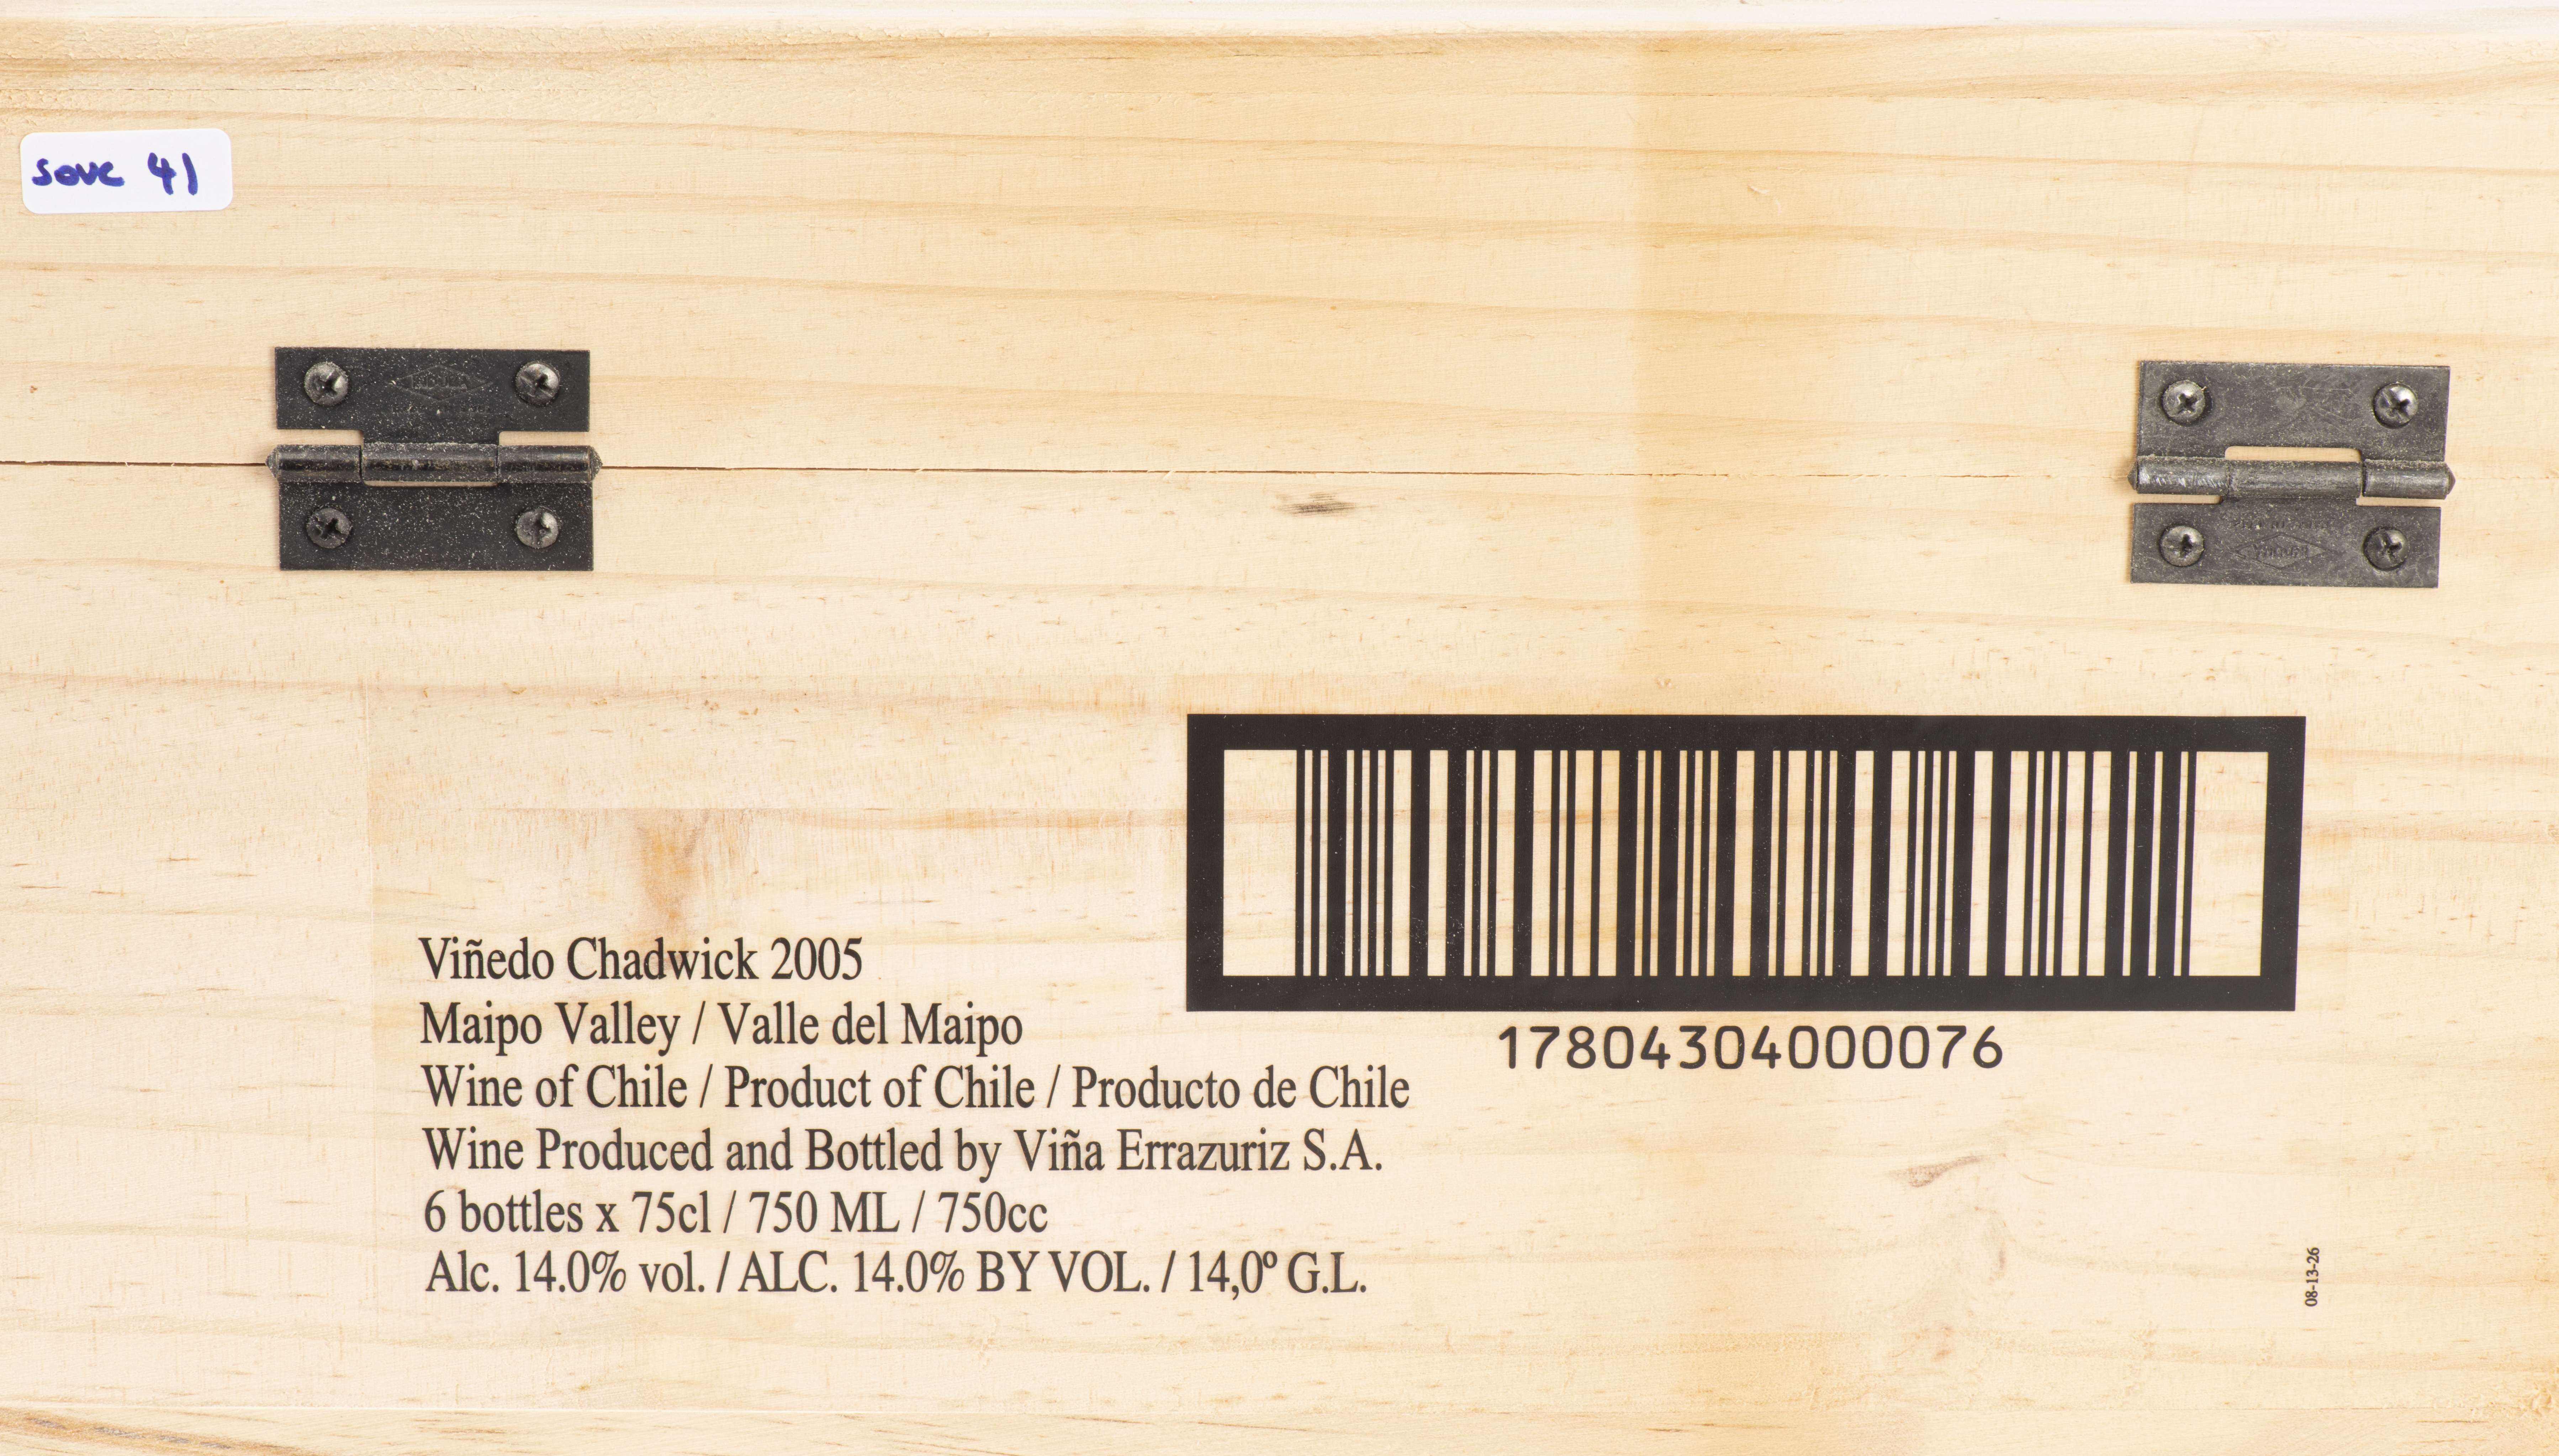 SOVC 41
Viñedo Chadwick 2005
Maipo Valley / Valle del Maipo
Wine of Chile / Product of Chile / Producto de Chile
Wine Produced and Bottled by Viña Errazuriz S.A.
6 bottles x 75cl / 750 ML / 750cc
Alc. 14.0% vol. / ALC. 14.0% BY VOL. / 14,0º G.L.
17804304000076
08-13-26